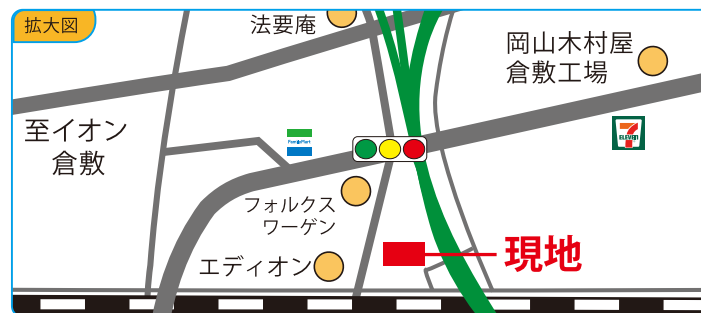 拡大図
法要庵
岡山木村屋
倉敷工場
至イオン
倉敷
FamilyMart
7
ELEVEN
フォルクス
ワーゲン
エディオン
現地